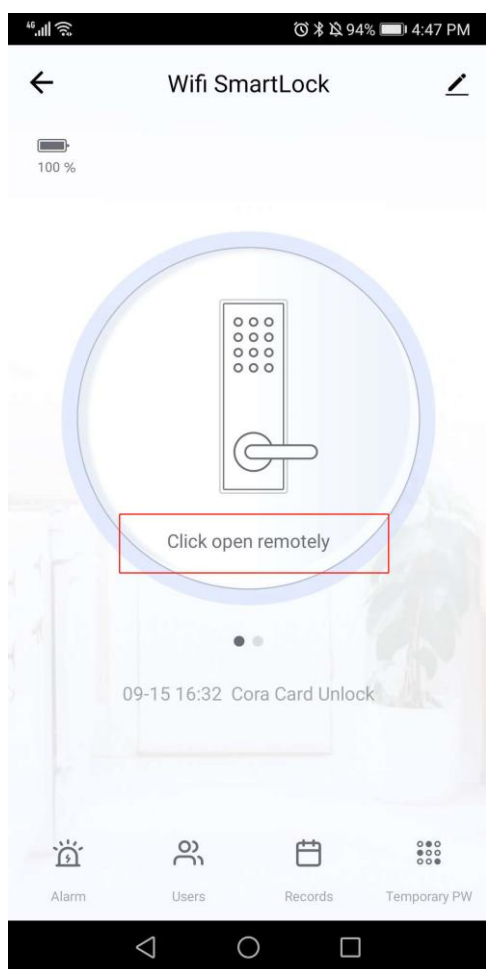 46 94% 4:47 PM
Wifi SmartLock
100 %
Click open remotely
09-15 16:32 Cora Card Unlock
Alarm Users Records Temporary PW